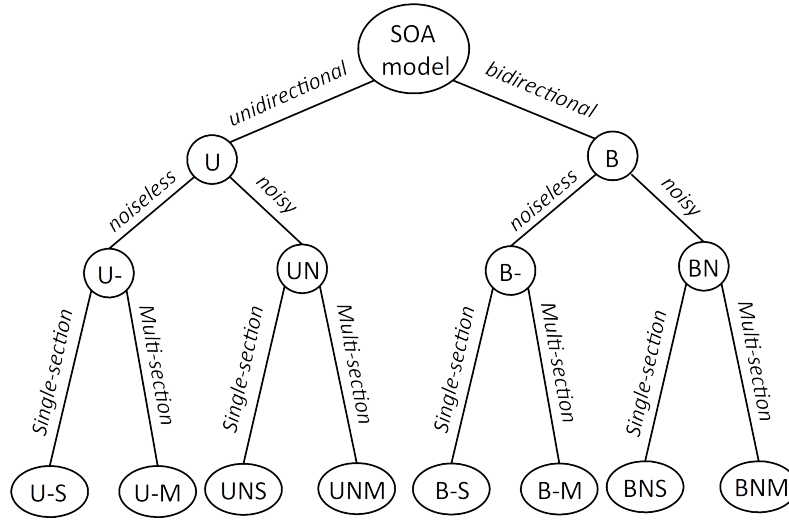 SOA
model
unidirectional
bidirectional
U
B
noiseless
noisy
noiseless
noisy
U-
UN
B-
BN
Single-section
Multi-section
Single-section
Multi-section
Single-section
Multi-section
Single-section
Multi-section
U-S
U-M
UNS
UNM
B-S
B-M
BNS
BNM